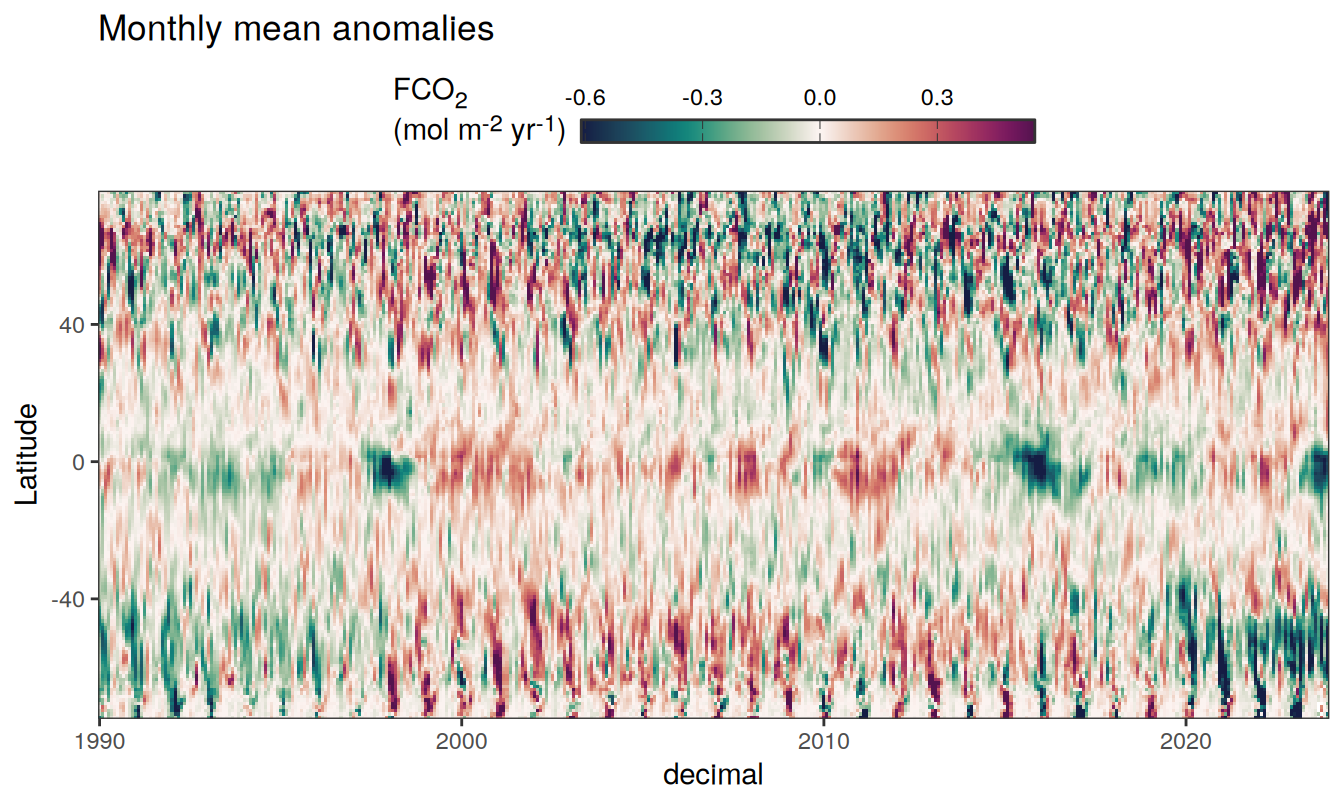 Monthly mean anomalies
FCO₂
(mol m⁻² yr⁻¹)
-0.6 -0.3 0.0 0.3
Latitude
40
0
-40
1990 2000 2010 2020
decimal